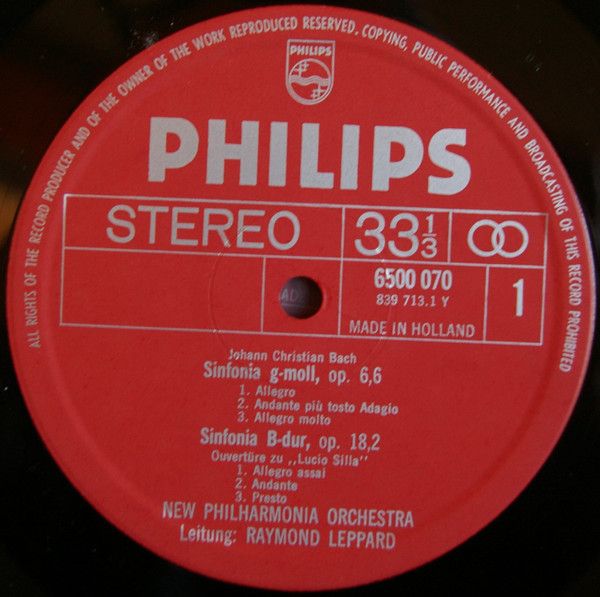 ALL RIGHTS OF THE RECORD PRODUCER AND OF THE OWNER OF THE WORK REPRODUCED RESERVED, COPYING, PUBLIC PERFORMANCE AND BROADCASTING OF THIS RECORD PROHIBITED
PHILIPS
PHILIPS
STEREO
33 1/3
6500 070
839 713.1 Y
1
MADE IN HOLLAND
Johann Christian Bach
Sinfonia g-moll, op. 6,6
1. Allegro
2. Andante più tosto Adagio
3. Allegro molto
Sinfonia B-dur, op. 18,2
Ouvertüre zu „Lucio Silla"
1. Allegro assai
2. Andante
3. Presto
NEW PHILHARMONIA ORCHESTRA
Leitung: RAYMOND LEPPARD